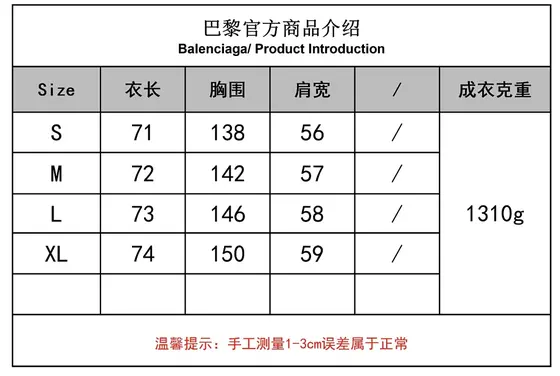 巴黎官方商品介绍
Balenciaga/ Product Introduction
Size 衣长 胸围 肩宽 / 成衣克重
S 71 138 56 /
M 72 142 57 /
L 73 146 58 / 1310g
XL 74 150 59 /
温馨提示：手工测量1-3cm误差属于正常